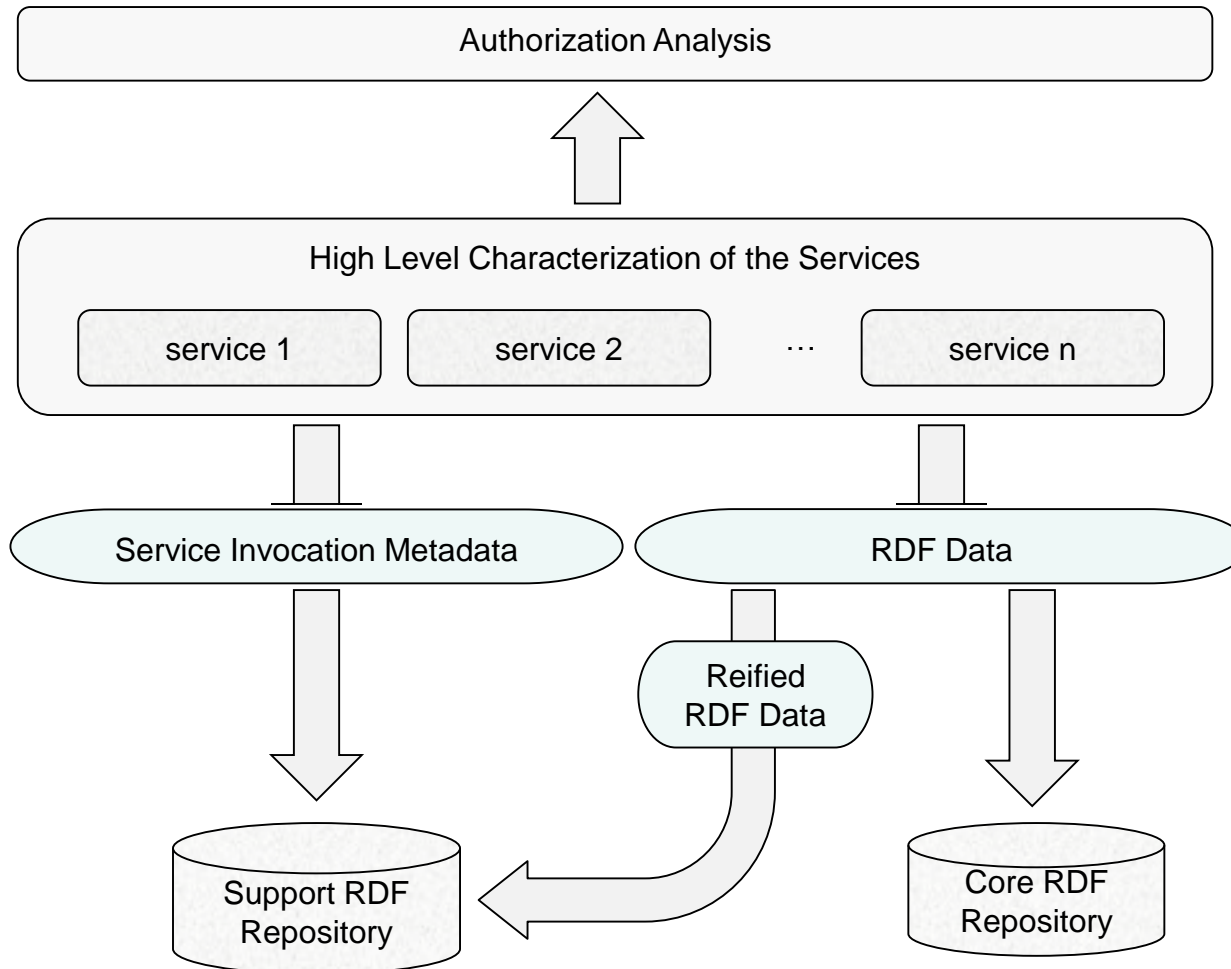 Authorization Analysis
High Level Characterization of the Services
service 1
service 2
...
service n
Service Invocation Metadata
RDF Data
Reified
RDF Data
Support RDF
Repository
Core RDF
Repository